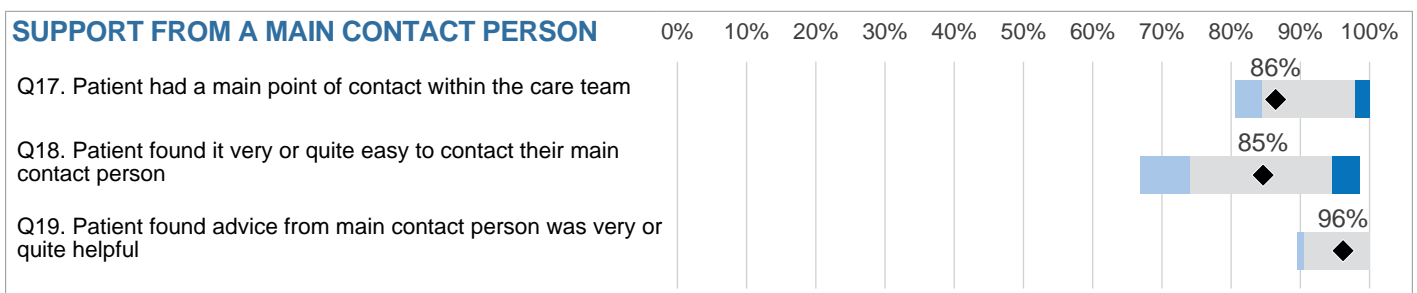 SUPPORT FROM A MAIN CONTACT PERSON 0% 10% 20% 30% 40% 50% 60% 70% 80% 90% 100%
Q17. Patient had a main point of contact within the care team 86%
Q18. Patient found it very or quite easy to contact their main
contact person 85%
Q19. Patient found advice from main contact person was very or
quite helpful 96%